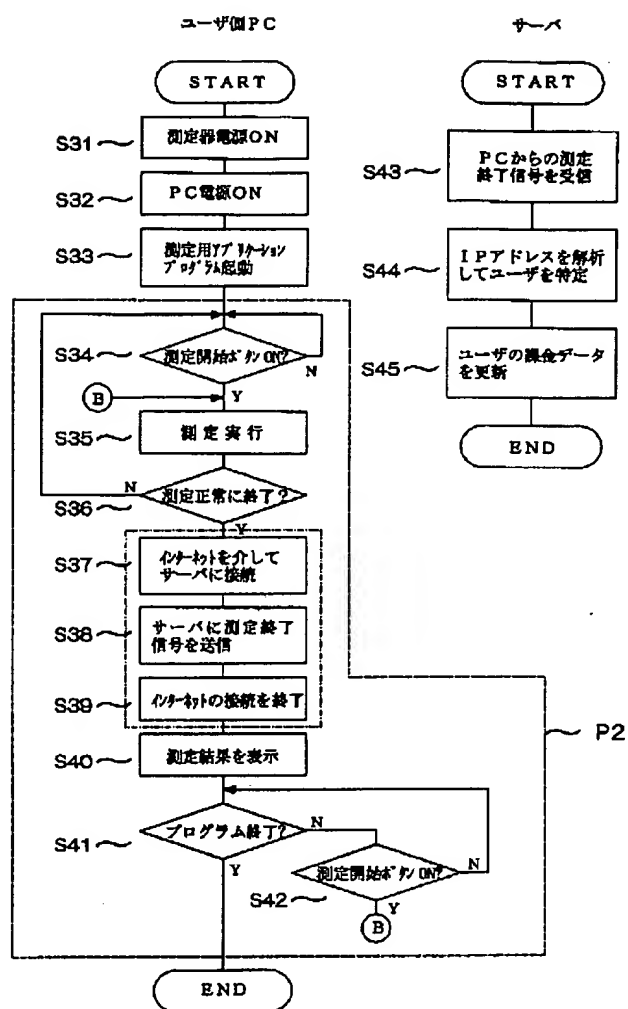 ユーザ側PC
START
S31
測定器電源ON
S32
PC電源ON
S33
測定用アプリケーション
プログラム起動
S34
測定開始ボタンON?
N
Y
B
S35
測定実行
S36
測定正常に終了?
N
Y
S37
インターネットを介して
サーバに接続
S38
サーバに測定終了
信号を送信
S39
インターネットの接続を終了
S40
測定結果を表示
S41
プログラム終了?
N
Y
S42
測定開始ボタンON?
N
Y
B
P2
END
サーバ
START
S43
PCからの測定
終了信号を受信
S44
IPアドレスを解析
してユーザを特定
S45
ユーザの課金データ
を更新
END